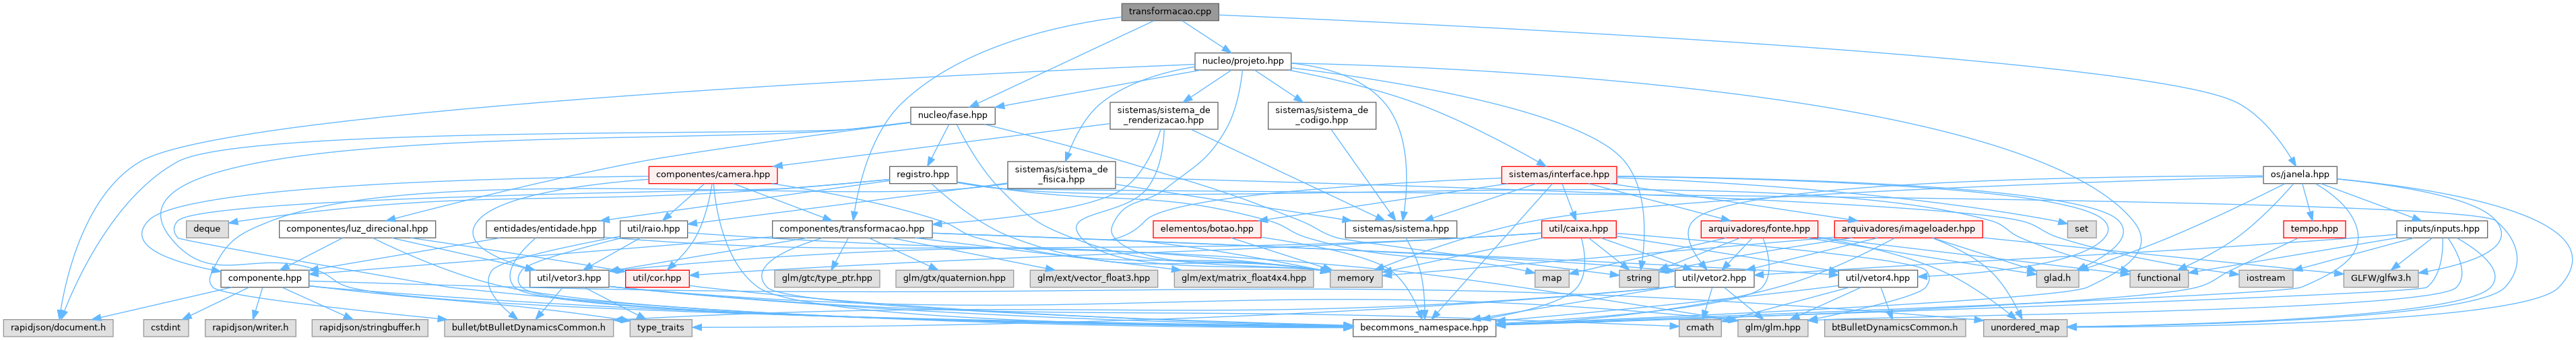 transformacao.cpp
nucleo/projeto.hpp
nucleo/fase.hpp
sistemas/sistema_de
_renderizacao.hpp
sistemas/sistema_de
_codigo.hpp
componentes/camera.hpp
registro.hpp
sistemas/sistema_de
_fisica.hpp
sistemas/interface.hpp
os/janela.hpp
deque
componentes/luz_direcional.hpp
entidades/entidade.hpp
util/raio.hpp
componentes/transformacao.hpp
elementos/botao.hpp
sistemas/sistema.hpp
util/caixa.hpp
arquivadores/fonte.hpp
arquivadores/imageloader.hpp
set
tempo.hpp
inputs/inputs.hpp
componente.hpp
util/vetor3.hpp
util/cor.hpp
glm/gtc/type_ptr.hpp
glm/gtx/quaternion.hpp
glm/ext/vector_float3.hpp
glm/ext/matrix_float4x4.hpp
memory
map
string
util/vetor2.hpp
util/vetor4.hpp
glad.h
functional
iostream
GLFW/glfw3.h
rapidjson/document.h
cstdint
rapidjson/writer.h
rapidjson/stringbuffer.h
bullet/btBulletDynamicsCommon.h
type_traits
becommons_namespace.hpp
cmath
glm/glm.hpp
btBulletDynamicsCommon.h
unordered_map